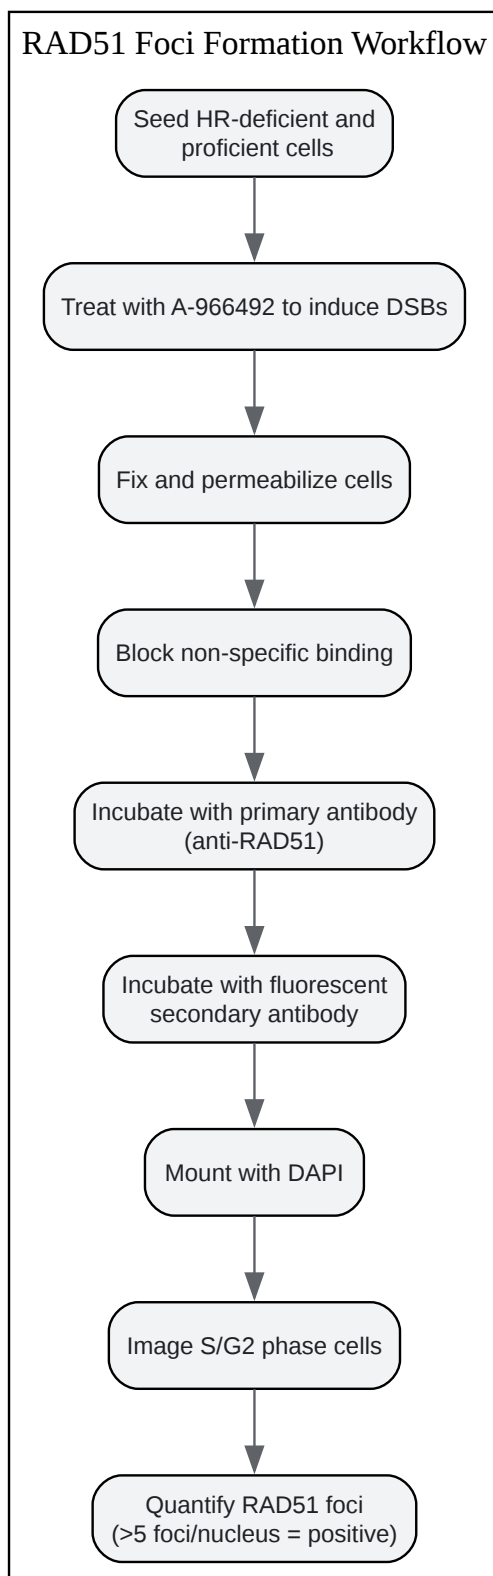 RAD51 Foci Formation Workflow
Seed HR-deficient and
proficient cells
Treat with A-966492 to induce DSBs
Fix and permeabilize cells
Block non-specific binding
Incubate with primary antibody
(anti-RAD51)
Incubate with fluorescent
secondary antibody
Mount with DAPI
Image S/G2 phase cells
Quantify RAD51 foci
(>5 foci/nucleus = positive)